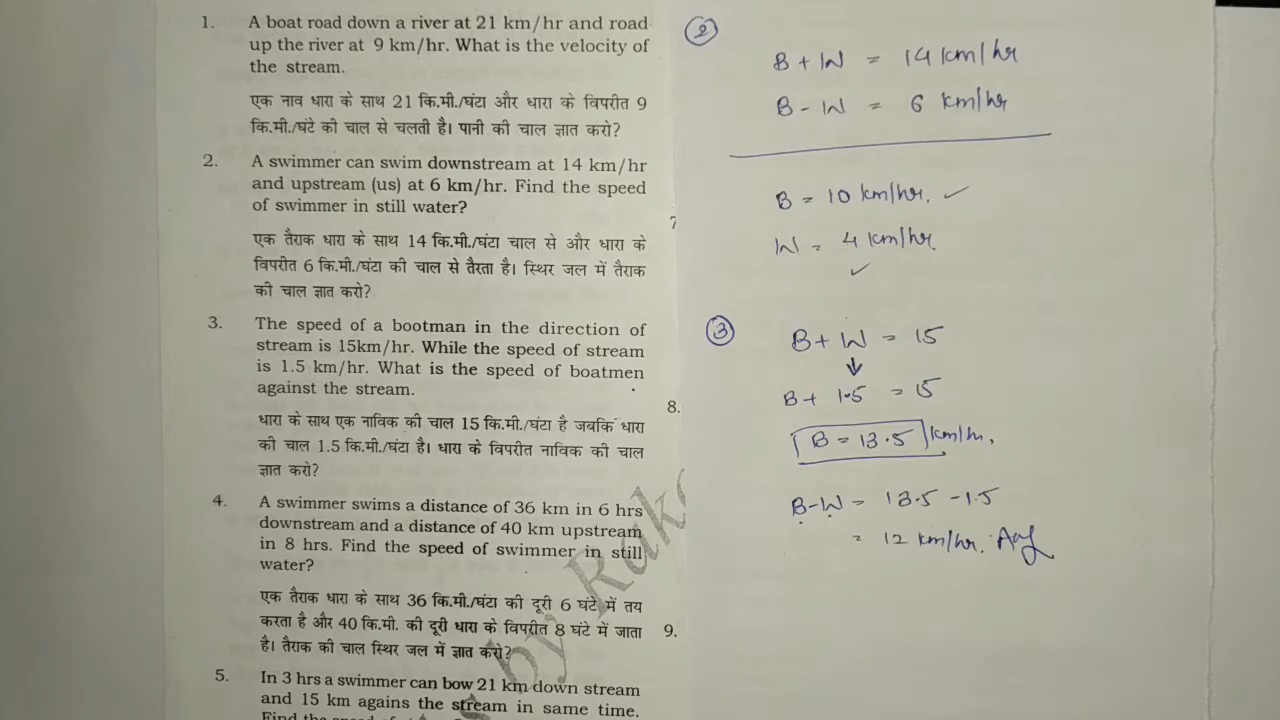 1. A boat road down a river at 21 km/hr and road
up the river at 9 km/hr. What is the velocity of
the stream.
एक नाव धारा के साथ 21 कि.मी./घंटा और धारा के विपरीत 9
कि.मी./घंटे की चाल से चलती है। पानी की चाल ज्ञात करो?
2. A swimmer can swim downstream at 14 km/hr
and upstream (us) at 6 km/hr. Find the speed
of swimmer in still water?
एक तैराक धारा के साथ 14 कि.मी./घंटा चाल से और धारा के
विपरीत 6 कि.मी./घंटा की चाल से तैरता है। स्थिर जल में तैराक
की चाल ज्ञात करो?
3. The speed of a bootman in the direction of
stream is 15km/hr. While the speed of stream
is 1.5 km/hr. What is the speed of boatmen
against the stream.
धारा के साथ एक नाविक की चाल 15 कि.मी./घंटा है जबकि धारा
की चाल 1.5 कि.मी./घंटा है। धारा के विपरीत नाविक की चाल
ज्ञात करो?
4. A swimmer swims a distance of 36 km in 6 hrs
downstream and a distance of 40 km upstream
in 8 hrs. Find the speed of swimmer in still
water?
एक तैराक धारा के साथ 36 कि.मी./घंटा की दूरी 6 घंटे में तय
करता है और 40 कि.मी. की दूरी धारा के विपरीत 8 घंटे में जाता
है। तैराक की चाल स्थिर जल में ज्ञात करो?
5. In 3 hrs a swimmer can bow 21 km down stream
and 15 km agains the stream in same time.
Find the speed of
by Rak
7
8.
9.
2
B + W = 14 km/hr
B - W = 6 km/hr
B = 10 km/hr. ✓
W = 4 km/hr.
✓
3
B + W = 15
↓
B + 1.5 = 15
B = 13.5 km/hr.
B-W = 13.5 - 1.5
= 12 km/hr. Ans